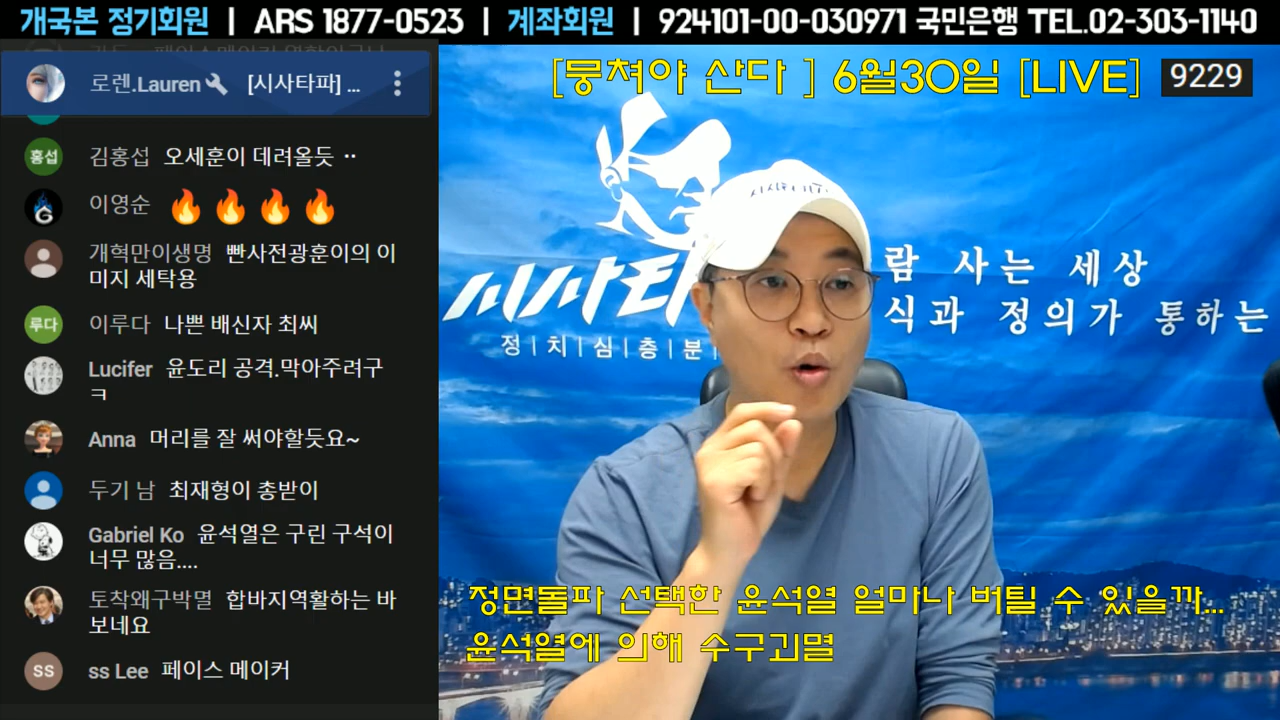 개국본 정기회원 | ARS 1877-0523 | 계좌회원 | 924101-00-030971 국민은행 TEL.02-303-1140
로렌.Lauren [시사타파] ...
홍섭 김홍섭 오세훈이 데려올듯 ··
G 이영순
개혁만이생명 빤사전광훈이의 이
미지 세탁용
루다 이루다 나쁜 배신자 최씨
Lucifer 윤도리 공격.막아주려구
ㅋ
Anna 머리를 잘 써야할듯요~
두기 남 최재형이 총받이
Gabriel Ko 윤석열은 구린 구석이
너무 많음....
토착왜구박멸 합바지역활하는 바
보네요
SS ss Lee 페이스 메이커
[뭉쳐야 산다 ] 6월30일 [LIVE] 9229
시사타
정|치|심|층|분|
람 사는 세상
식과 정의가 통하는
정면돌파 선택한 윤석열 얼마나 버틸 수 있을까...
윤석열에 의해 수구괴멸